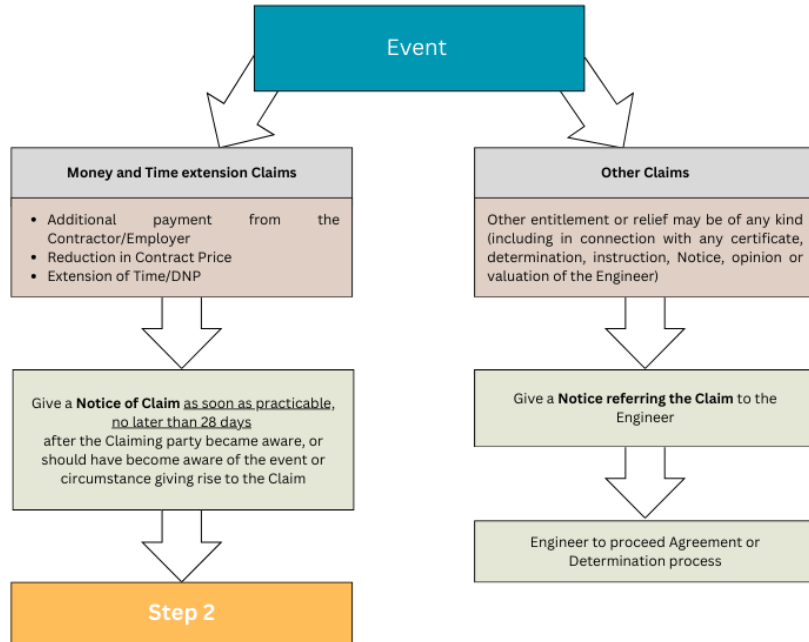 Event
Money and Time extension Claims
• Additional payment from the
Contractor/Employer
• Reduction in Contract Price
• Extension of Time/DNP
Give a Notice of Claim as soon as practicable,
no later than 28 days
after the Claiming party became aware, or
should have become aware of the event or
circumstance giving rise to the Claim
Step 2
Other Claims
Other entitlement or relief may be of any kind
(including in connection with any certificate,
determination, instruction, Notice, opinion or
valuation of the Engineer)
Give a Notice referring the Claim to the
Engineer
Engineer to proceed Agreement or
Determination process